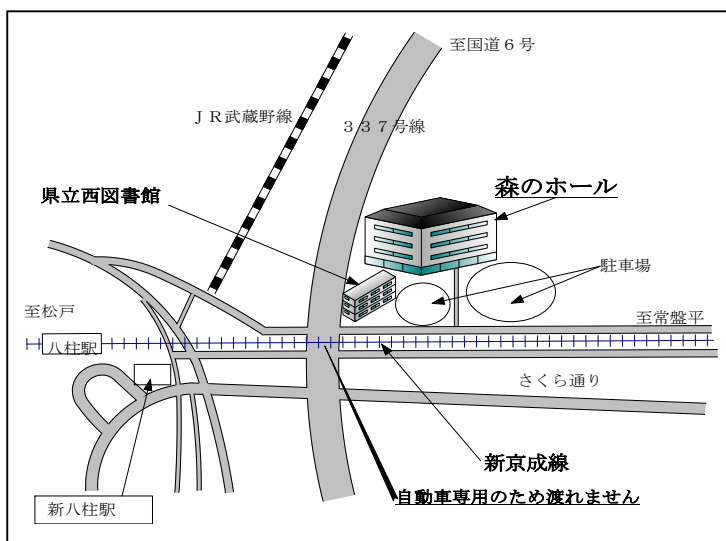 至国道６号
ＪＲ武蔵野線
３３７号線
県立西図書館
森のホール
駐車場
至松戸
至常盤平
八柱駅
さくら通り
新京成線
自動車専用のため渡れません
新八柱駅